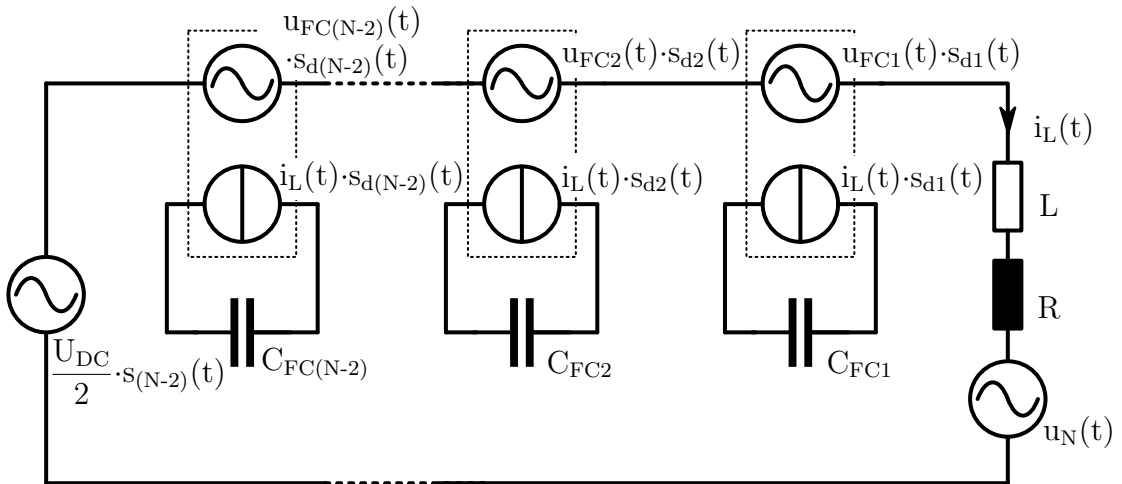 u_FC(N-2)(t)
·s_d(N-2)(t)
u_FC2(t)·s_d2(t)
u_FC1(t)·s_d1(t)
i_L(t)
i_L(t)·s_d(N-2)(t)
i_L(t)·s_d2(t)
i_L(t)·s_d1(t)
L
R
C_FC(N-2)
C_FC2
C_FC1
U_DC
2
·s_(N-2)(t)
u_N(t)